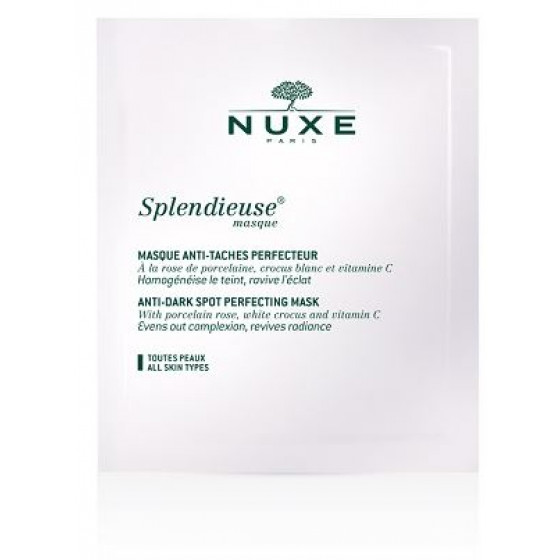 NUXE
PARIS
Splendieuse®
masque
MASQUE ANTI-TACHES PERFECTEUR
À la rose de porcelaine, crocus blanc et vitamine C
Homogénéise le teint, ravive l'éclat
ANTI-DARK SPOT PERFECTING MASK
With porcelain rose, white crocus and vitamin C
Evens out complexion, revives radiance
TOUTES PEAUX
ALL SKIN TYPES